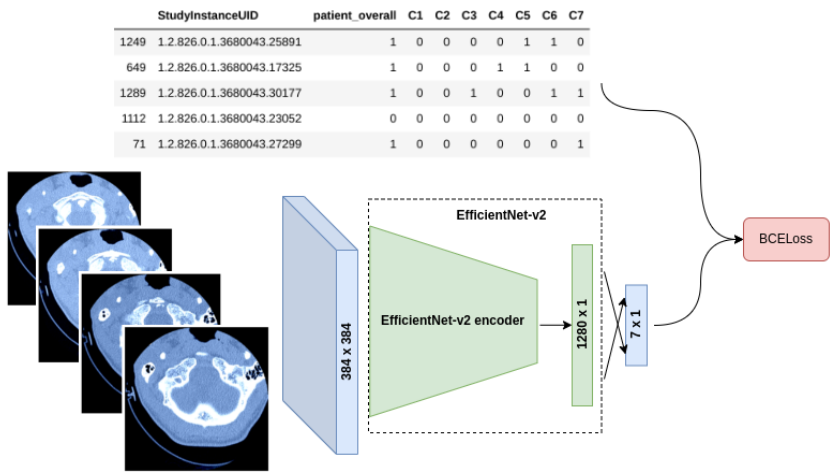 StudyInstanceUID patient_overall C1 C2 C3 C4 C5 C6 C7
1249 1.2.826.0.1.3680043.25891 1 0 0 0 0 1 1 0
649 1.2.826.0.1.3680043.17325 1 0 0 0 1 1 0 0
1289 1.2.826.0.1.3680043.30177 1 0 0 1 0 0 1 1
1112 1.2.826.0.1.3680043.23052 0 0 0 0 0 0 0 0
71 1.2.826.0.1.3680043.27299 1 0 0 0 0 0 0 1
EfficientNet-v2
BCELoss
384 x 384
EfficientNet-v2 encoder
1280 x 1
7 x 1